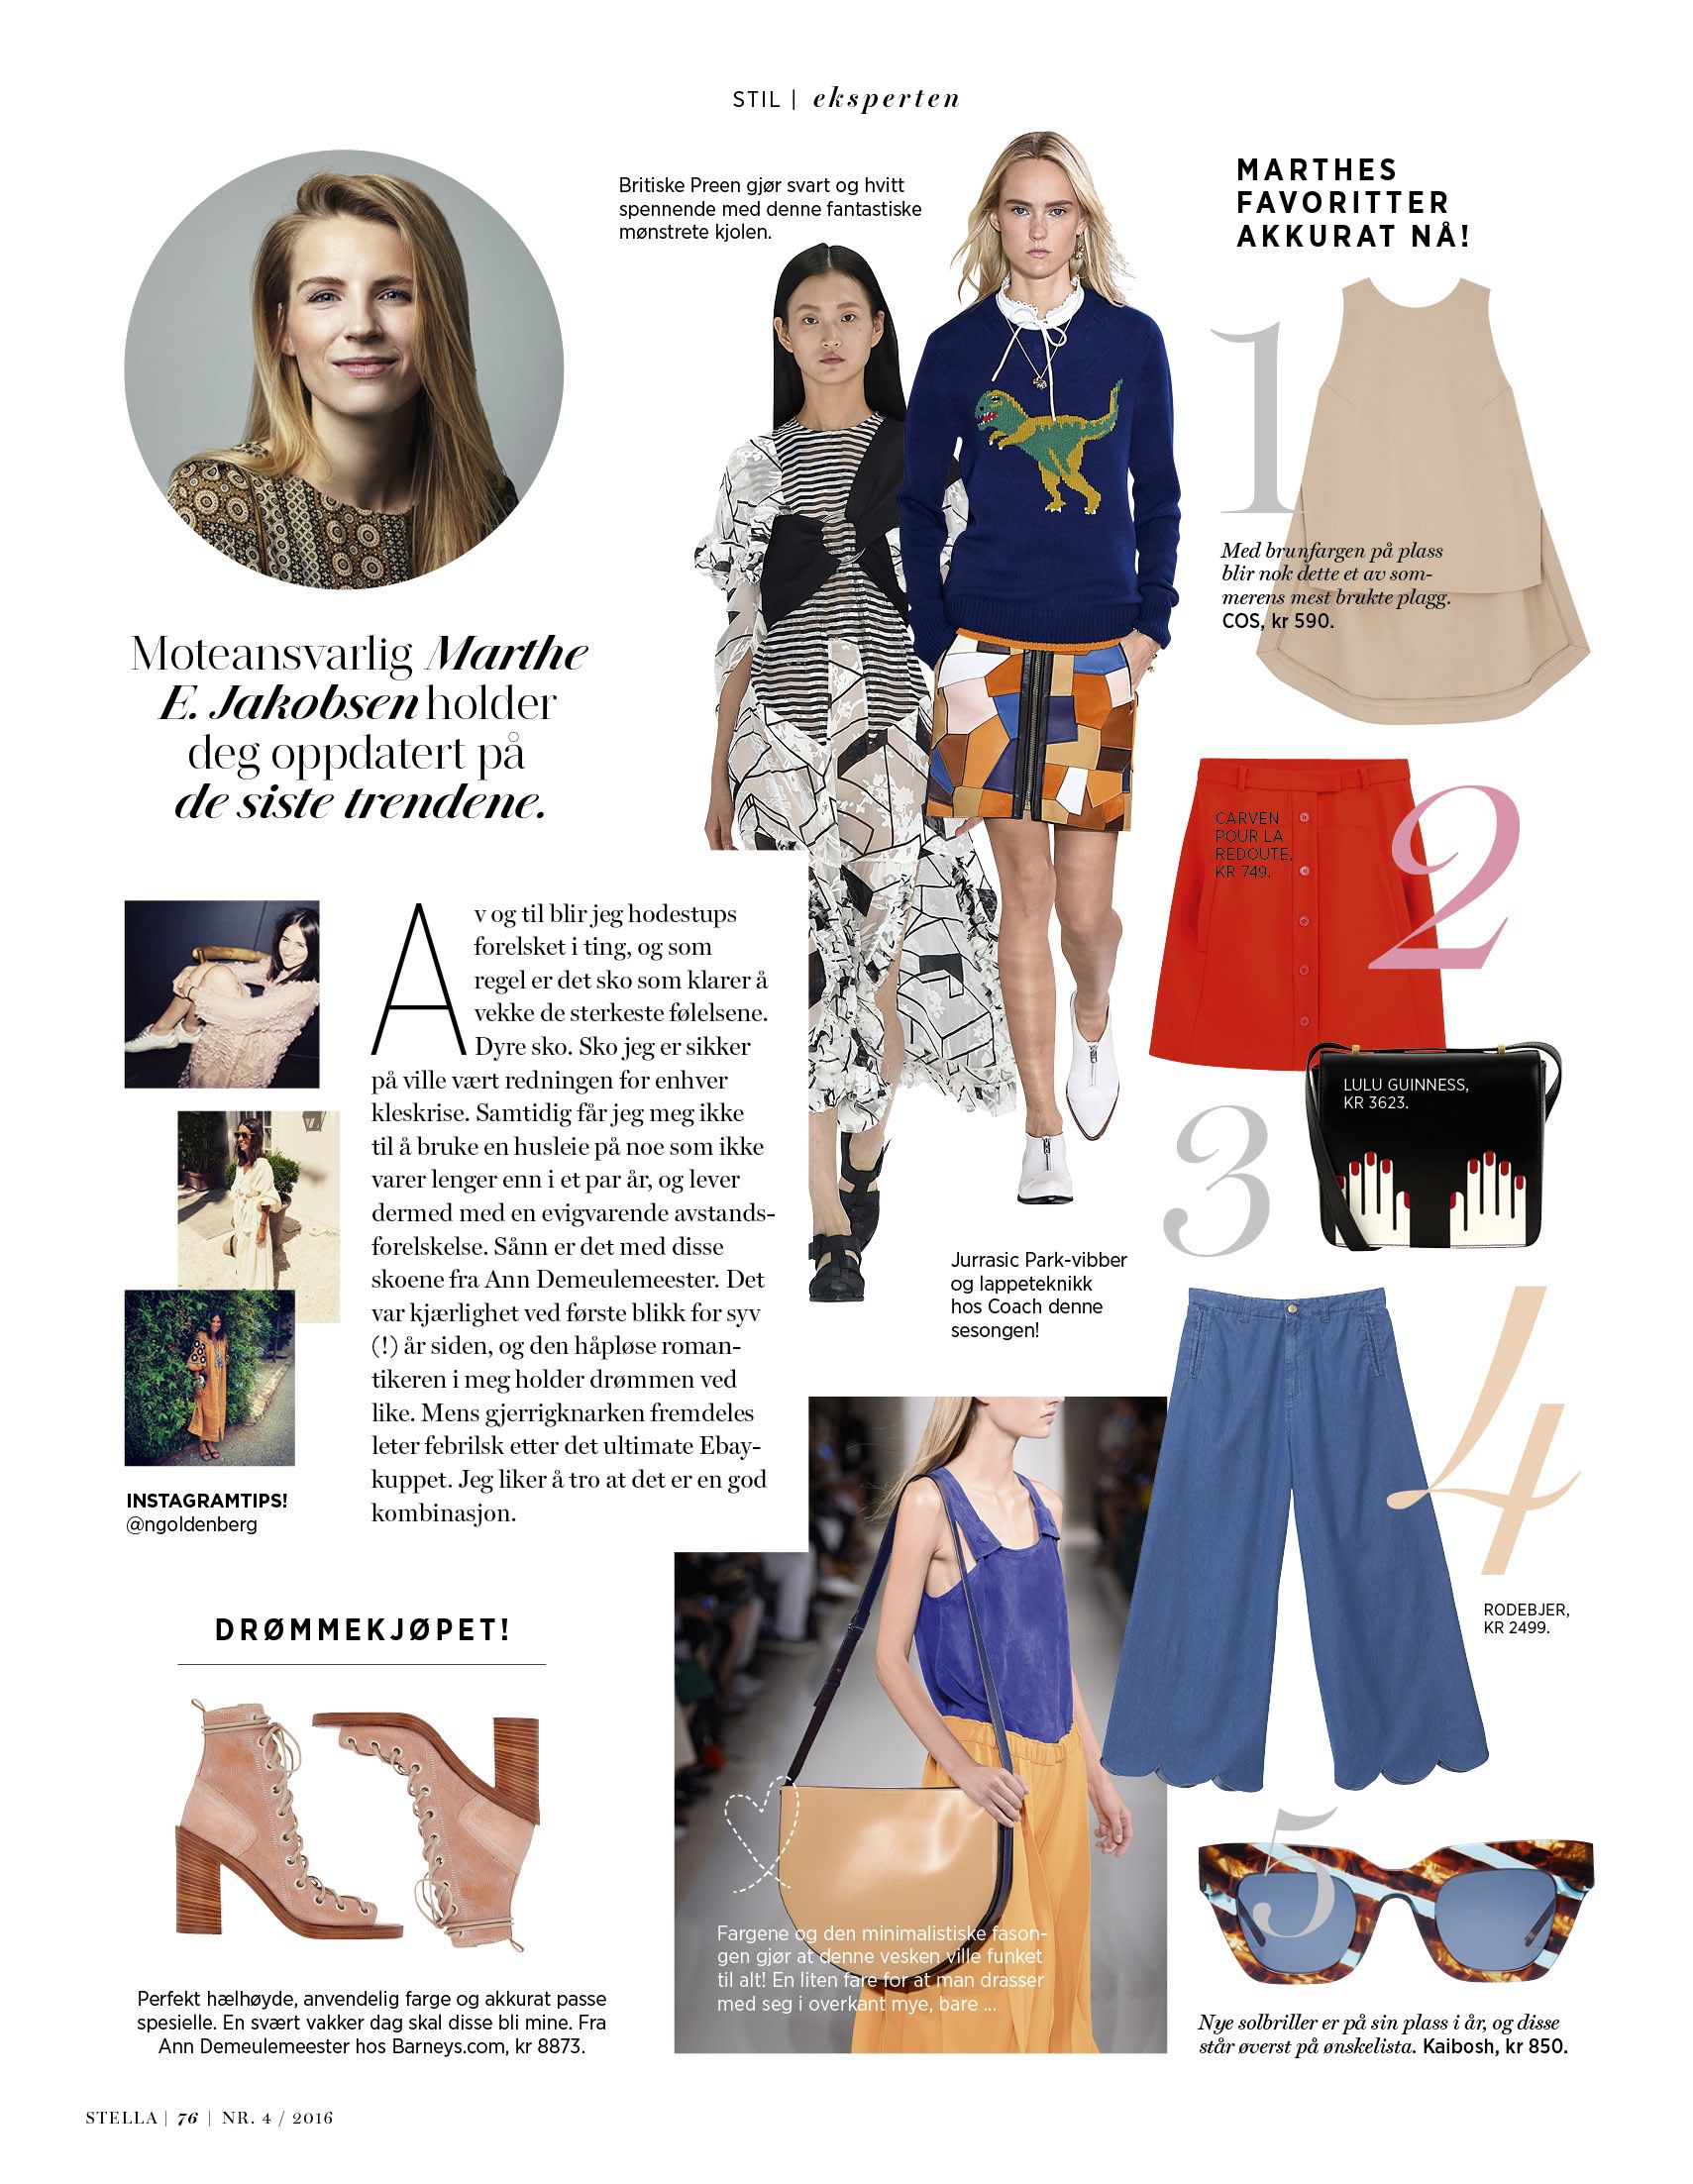 STIL | eksperten
Britiske Preen gjør svart og hvitt
spennende med denne fantastiske
mønstrete kjolen.
Moteansvarlig Marthe
E. Jakobsen holder
deg oppdatert på
de siste trendene.
Av og til blir jeg hodestups
forelsket i ting, og som
regel er det sko som klarer å
vekke de sterkeste følelsene.
Dyre sko. Sko jeg er sikker
på ville vært redningen for enhver
kleskrise. Samtidig får jeg meg ikke
til å bruke en husleie på noe som ikke
varer lenger enn i et par år, og lever
dermed med en evigvarende avstands-
forelskelse. Sånn er det med disse
skoene fra Ann Demeulemeester. Det
var kjærlighet ved første blikk for syv
(!) år siden, og den håpløse roman-
tikeren i meg holder drømmen ved
like. Mens gjerrigknarken fremdeles
leter febrilsk etter det ultimate Ebay-
kuppet. Jeg liker å tro at det er en god
kombinasjon.
INSTAGRAMTIPS!
@ngoldenberg
DRØMMEKJØPET!
Perfekt hælhøyde, anvendelig farge og akkurat passe
spesielle. En svært vakker dag skal disse bli mine. Fra
Ann Demeulemeester hos Barneys.com, kr 8873.
Jurrasic Park-vibber
og lappeteknikk
hos Coach denne
sesongen!
Fargene og den minimalistiske fason-
gen gjør at denne vesken ville funket
til alt! En liten fare for at man drasser
med seg i overkant mye, bare ...
MARTHES
FAVORITTER
AKKURAT NÅ!
1
Med brunfargen på plass
blir nok dette et av som-
merens mest brukte plagg.
COS, kr 590.
2
CARVEN
POUR LA
REDOUTE,
KR 749.
3
LULU GUINNESS,
KR 3623.
4
RODEBJER,
KR 2499.
5
Nye solbriller er på sin plass i år, og disse
står øverst på ønskelista. Kaibosh, kr 850.
STELLA | 76 | NR. 4 / 2016